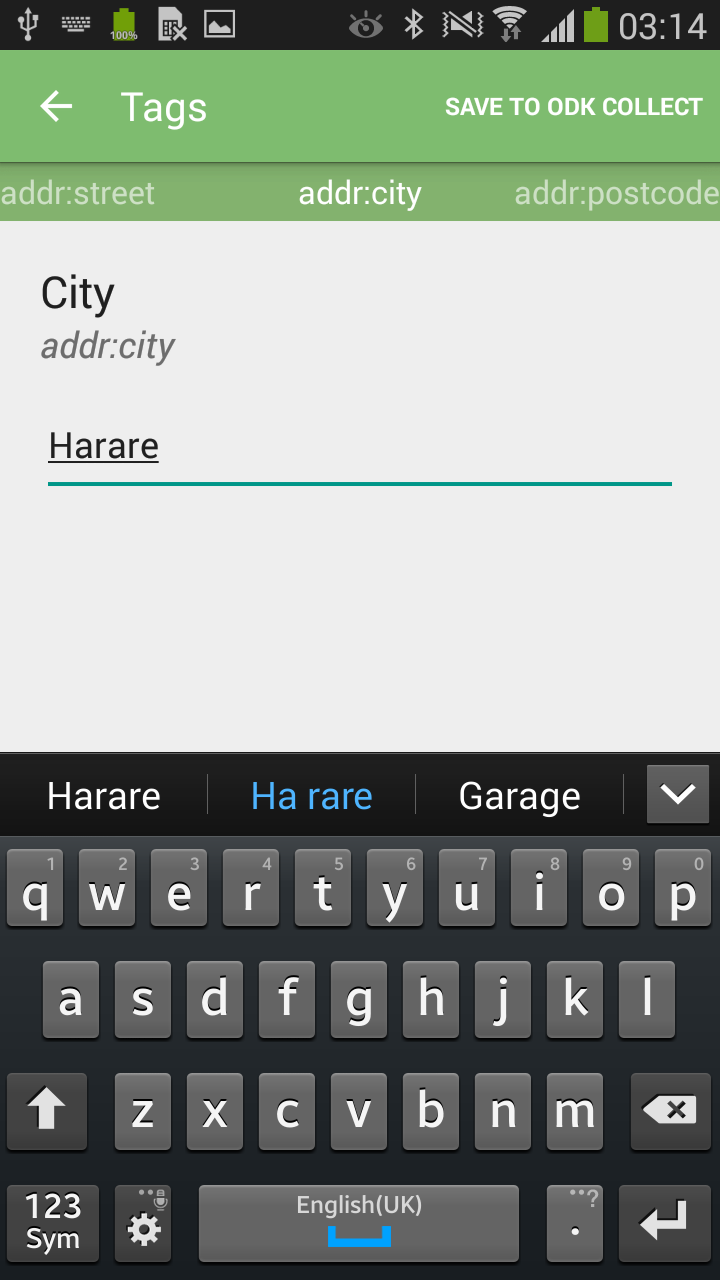 100% 03:14
Tags SAVE TO ODK COLLECT
addr:street addr:city addr:postcode
City
addr:city
Harare
Harare Ha rare Garage
1 2 3 4 5 6 7 8 9 0
q w e r t y u i o p
a s d f g h j k l
z x c v b n m
123 English(UK) ?
Sym .